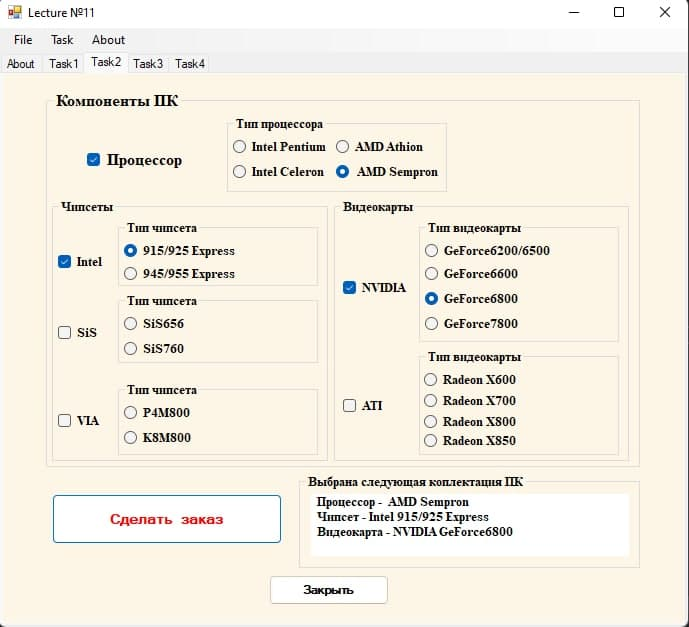 Lecture №11
File Task About
About Task1 Task2 Task3 Task4
Компоненты ПК
Тип процессора
Процессор
Intel Pentium AMD Athion
Intel Celeron AMD Sempron
Чипсеты
Тип чипсета
Intel
915/925 Express
945/955 Express
Тип чипсета
SiS
SiS656
SiS760
Тип чипсета
VIA
P4M800
K8M800
Видеокарты
Тип видеокарты
NVIDIA
GeForce6200/6500
GeForce6600
GeForce6800
GeForce7800
Тип видеокарты
ATI
Radeon X600
Radeon X700
Radeon X800
Radeon X850
Сделать заказ
Выбрана следующая коплектация ПК
Процессор - AMD Sempron
Чипсет - Intel 915/925 Express
Видеокарта - NVIDIA GeForce6800
Закрыть